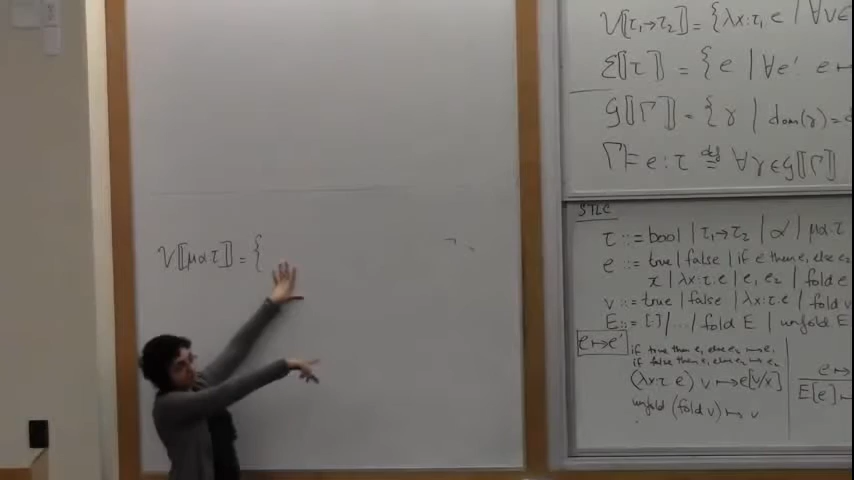 V⟦μα τ⟧ = {
V⟦τ₁→τ₂⟧ = {λx:τ₁. e | ∀v∈
Ɛ⟦τ⟧ = {e | ∀e' e ↦
G⟦Γ⟧ = {γ | dom(γ) =
Γ ⊨ e : τ def= ∀γ∈G⟦Γ⟧
STLC
τ ::= bool | τ₁→τ₂ | α | μα.τ
e ::= true | false | if e then e₁ else e₂
x | λx:τ.e | e₁ e₂ | fold e
v ::= true | false | λx:τ.e | fold v
E ::= [·] | ... | fold E | unfold E
e ↦ e'
if true then e₁ else e₂ ↦ e₁
if false then e₁ else e₂ ↦ e₂
(λx:τ.e) v ↦ e[v/x]
unfold (fold v) ↦ v
e ↦
E[e] ↦